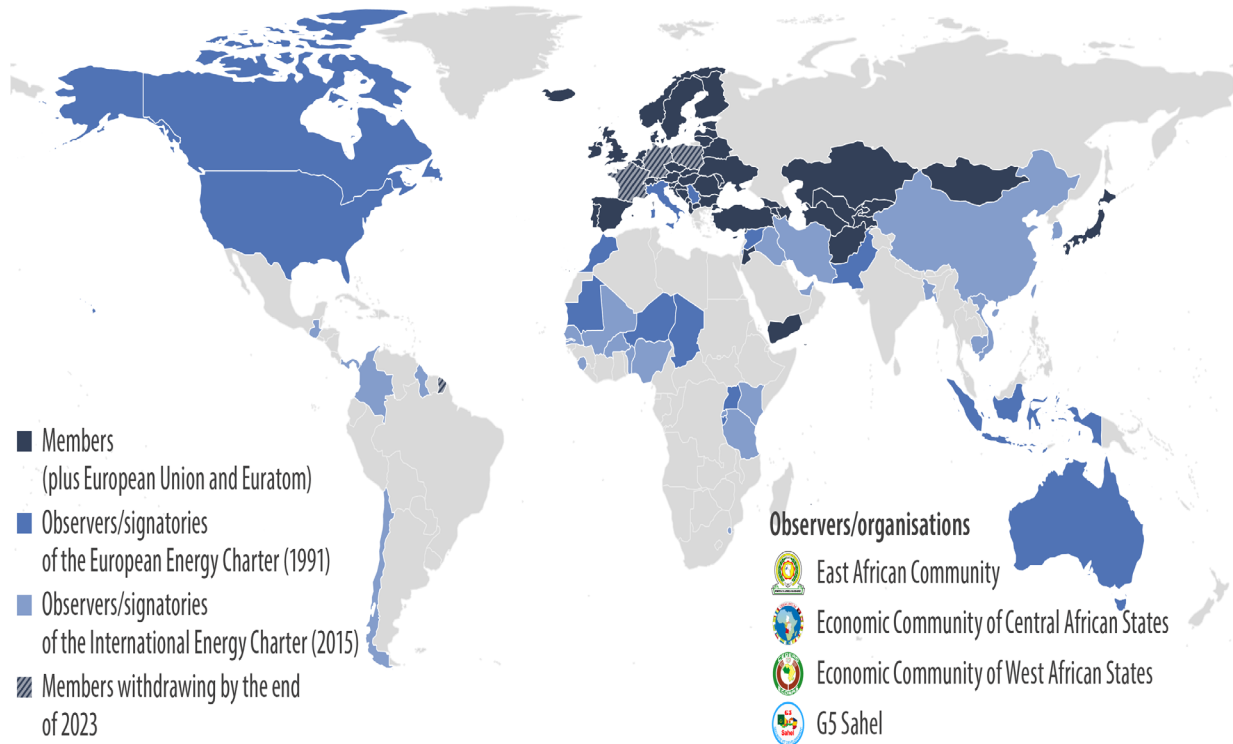 Members
(plus European Union and Euratom)
Observers/signatories
of the European Energy Charter (1991)
Observers/signatories
of the International Energy Charter (2015)
Members withdrawing by the end
of 2023
Observers/organisations
East African Community
Economic Community of Central African States
Economic Community of West African States
G5 Sahel